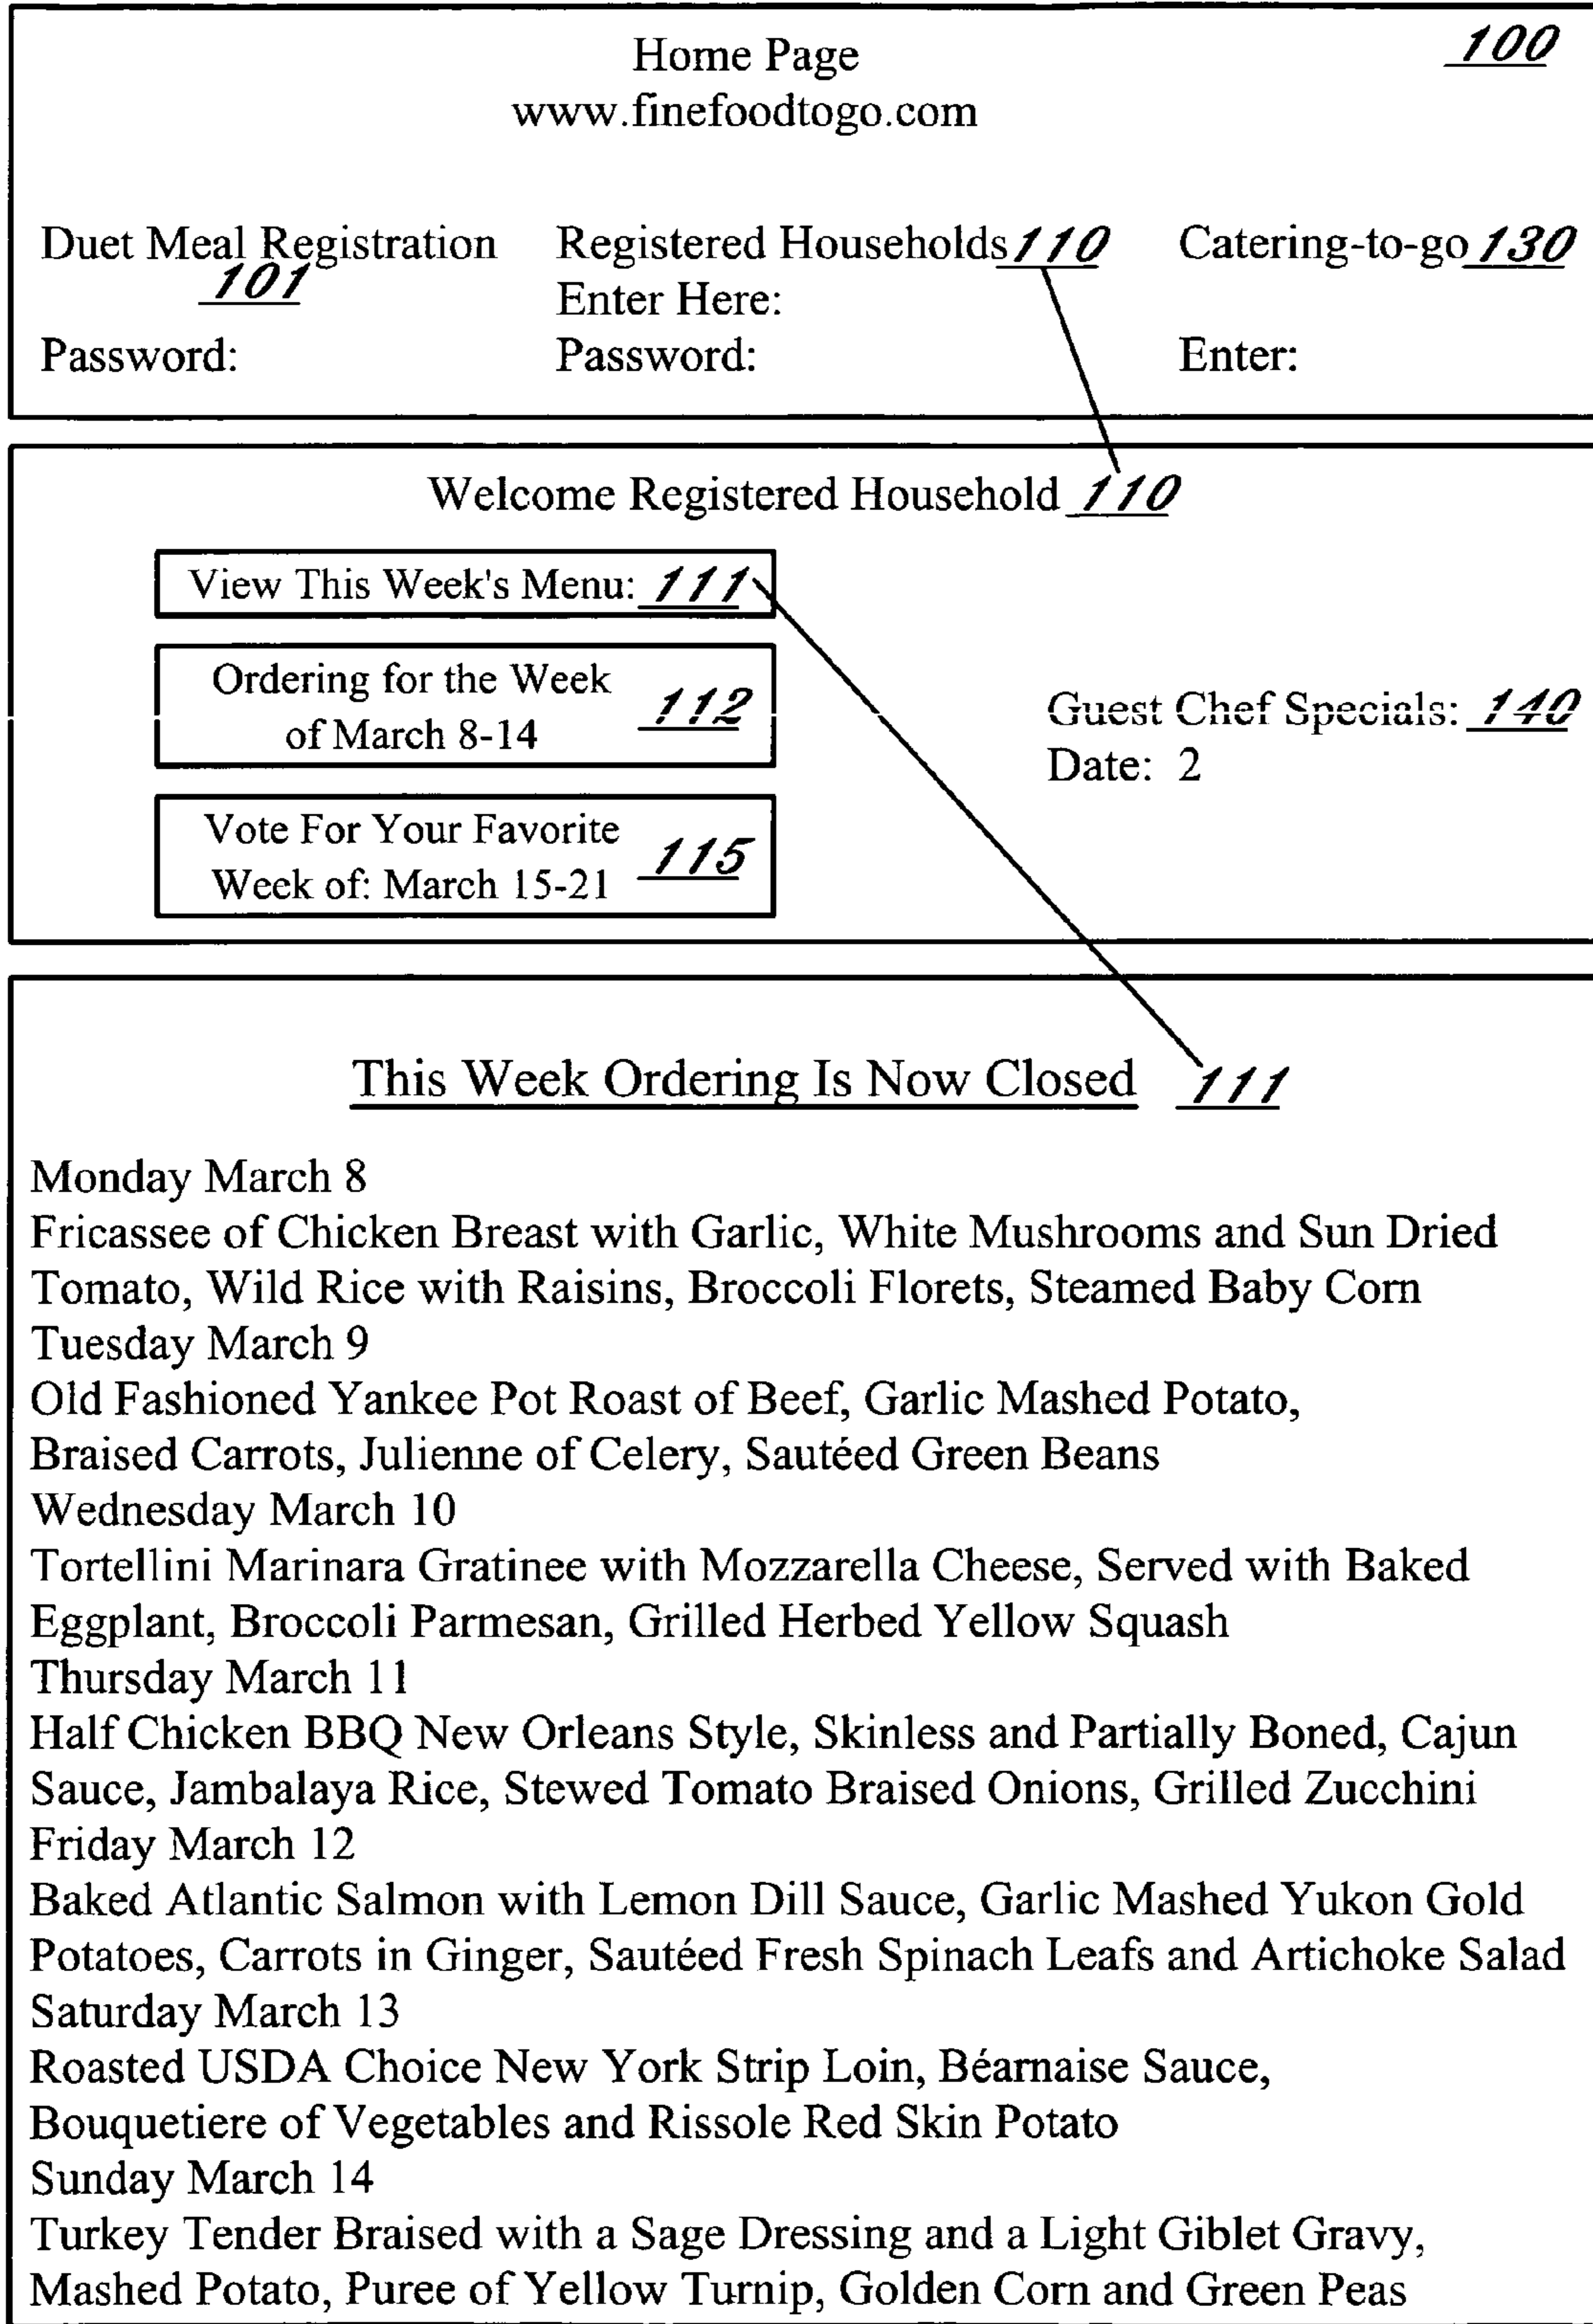 Home Page 100
www.finefoodtogo.com
Duet Meal Registration Registered Households 110 Catering-to-go 130
101 Enter Here:
Password: Password: Enter:
Welcome Registered Household 110
View This Week's Menu: 111
Ordering for the Week
of March 8-14 112
Guest Chef Specials: 140
Date: 2
Vote For Your Favorite
Week of: March 15-21 115
This Week Ordering Is Now Closed 111
Monday March 8
Fricassee of Chicken Breast with Garlic, White Mushrooms and Sun Dried
Tomato, Wild Rice with Raisins, Broccoli Florets, Steamed Baby Corn
Tuesday March 9
Old Fashioned Yankee Pot Roast of Beef, Garlic Mashed Potato,
Braised Carrots, Julienne of Celery, Sautéed Green Beans
Wednesday March 10
Tortellini Marinara Gratinee with Mozzarella Cheese, Served with Baked
Eggplant, Broccoli Parmesan, Grilled Herbed Yellow Squash
Thursday March 11
Half Chicken BBQ New Orleans Style, Skinless and Partially Boned, Cajun
Sauce, Jambalaya Rice, Stewed Tomato Braised Onions, Grilled Zucchini
Friday March 12
Baked Atlantic Salmon with Lemon Dill Sauce, Garlic Mashed Yukon Gold
Potatoes, Carrots in Ginger, Sautéed Fresh Spinach Leafs and Artichoke Salad
Saturday March 13
Roasted USDA Choice New York Strip Loin, Béarnaise Sauce,
Bouquetiere of Vegetables and Rissole Red Skin Potato
Sunday March 14
Turkey Tender Braised with a Sage Dressing and a Light Giblet Gravy,
Mashed Potato, Puree of Yellow Turnip, Golden Corn and Green Peas